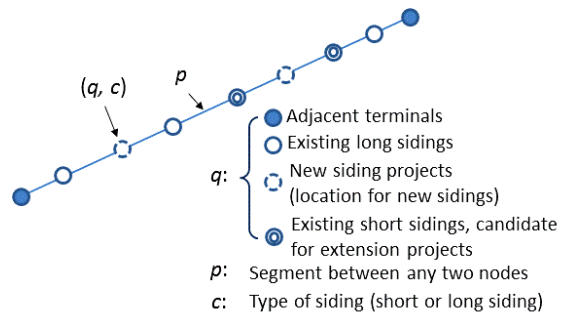 p
(q, c)
Adjacent terminals
Existing long sidings
q:
New siding projects
(location for new sidings)
Existing short sidings, candidate
for extension projects
p: Segment between any two nodes
c: Type of siding (short or long siding)